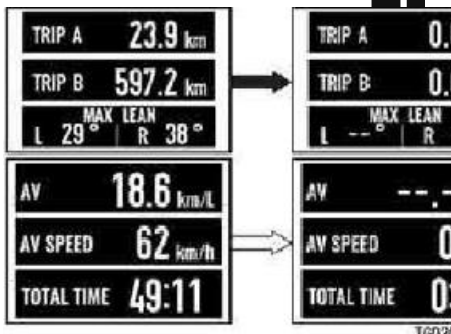 TRIP A 23.9 km
TRIP B 597.2 km
MAX LEAN
L 29° R 38°
TRIP A 0.
TRIP B 0.
MAX LEAN
L --° R
AV 18.6 km/L
AV SPEED 62 km/h
TOTAL TIME 49:11
AV --.-
AV SPEED 0
TOTAL TIME 0: